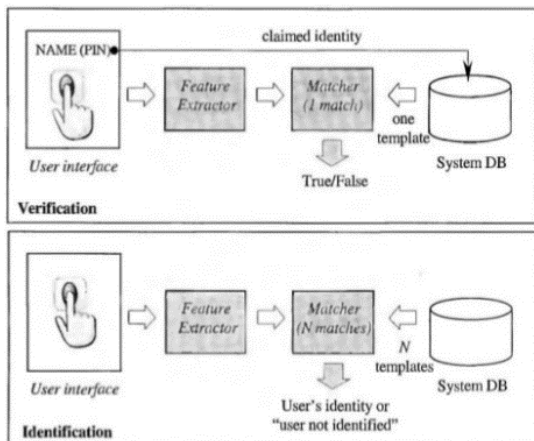 claimed identity
NAME (PIN)
Feature
Extractor
Matcher
(1 match)
one
template
System DB
User interface
True/False
Verification
Feature
Extractor
Matcher
(N matches)
N
templates
System DB
User interface
User's identity or
"user not identified"
Identification